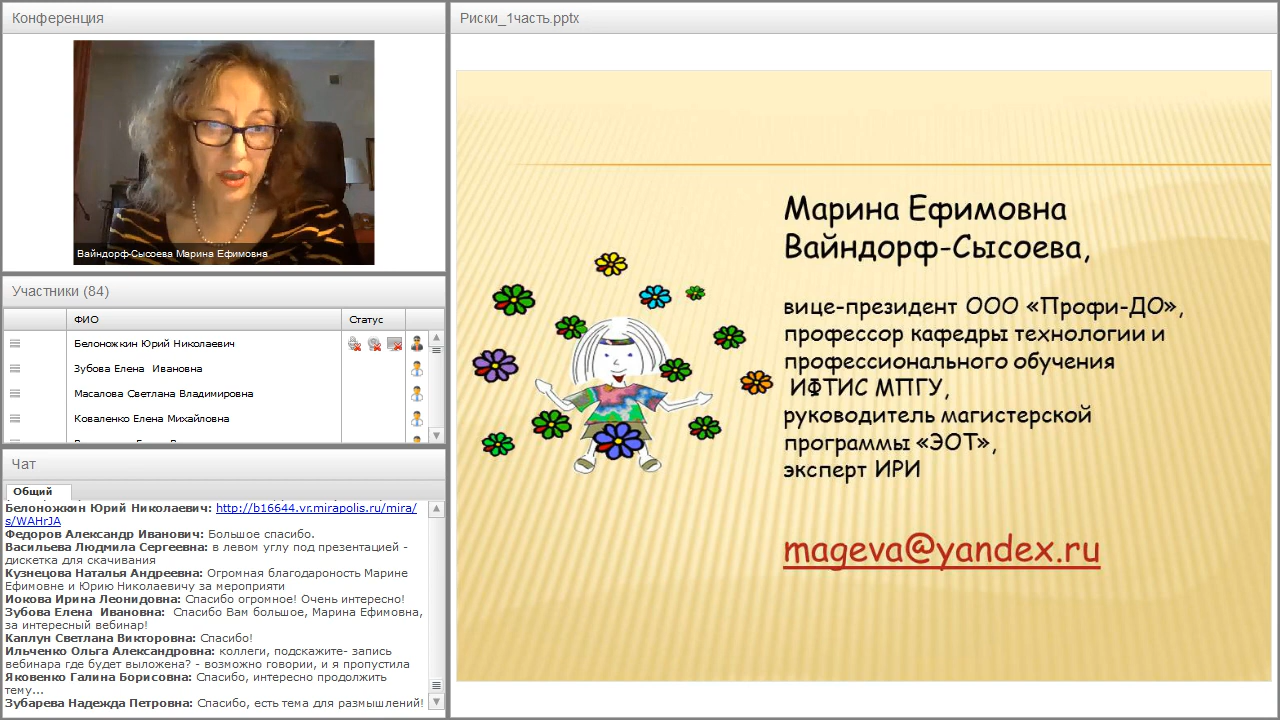 Конференция
Вайндорф-Сысоева Марина Ефимовна
Участники (84)
ФИО Статус
Белоножкин Юрий Николаевич
Зубова Елена Ивановна
Масалова Светлана Владимировна
Коваленко Елена Михайловна
Чат
Общий
Белоножкин Юрий Николаевич: http://b16644.vr.mirapolis.ru/mira/
s/WAHrJA
Федоров Александр Иванович: Большое спасибо.
Васильева Людмила Сергеевна: в левом углу под презентацией -
дискетка для скачивания
Кузнецова Наталья Андреевна: Огромная благодароность Марине
Ефимовне и Юрию Николаевичу за мероприяти
Иокова Ирина Леонидовна: Спасибо огромное! Очень интересно!
Зубова Елена Ивановна: Спасибо Вам большое, Марина Ефимовна,
за интересный вебинар!
Каплун Светлана Викторовна: Спасибо!
Ильченко Ольга Александровна: коллеги, подскажите- запись
вебинара где будет выложена? - возможно говории, и я пропустила
Яковенко Галина Борисовна: Спасибо, интересно продолжить
тему...
Зубарева Надежда Петровна: Спасибо, есть тема для размышлений!
Риски_1часть.pptx
Марина Ефимовна
Вайндорф-Сысоева,
вице-президент ООО «Профи-ДО»,
профессор кафедры технологии и
профессионального обучения
ИФТИС МПГУ,
руководитель магистерской
программы «ЭОТ»,
эксперт ИРИ
mageva@yandex.ru